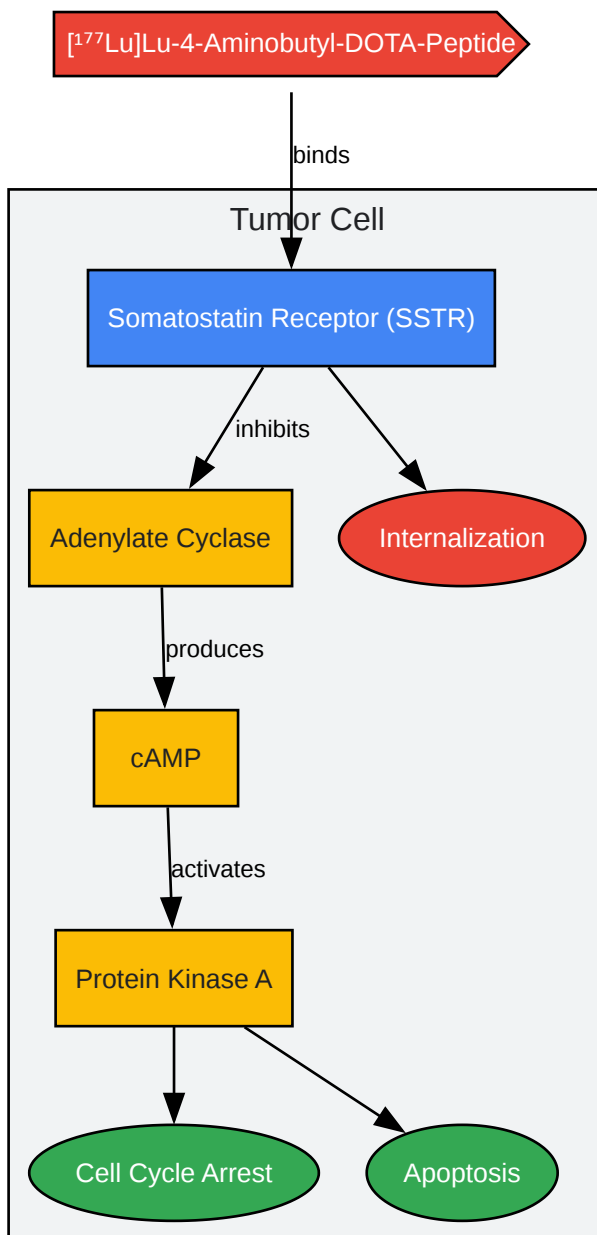 [¹⁷⁷Lu]Lu-4-Aminobutyl-DOTA-Peptide
binds
Tumor Cell
Somatostatin Receptor (SSTR)
inhibits
Adenylate Cyclase
Internalization
produces
cAMP
activates
Protein Kinase A
Cell Cycle Arrest
Apoptosis